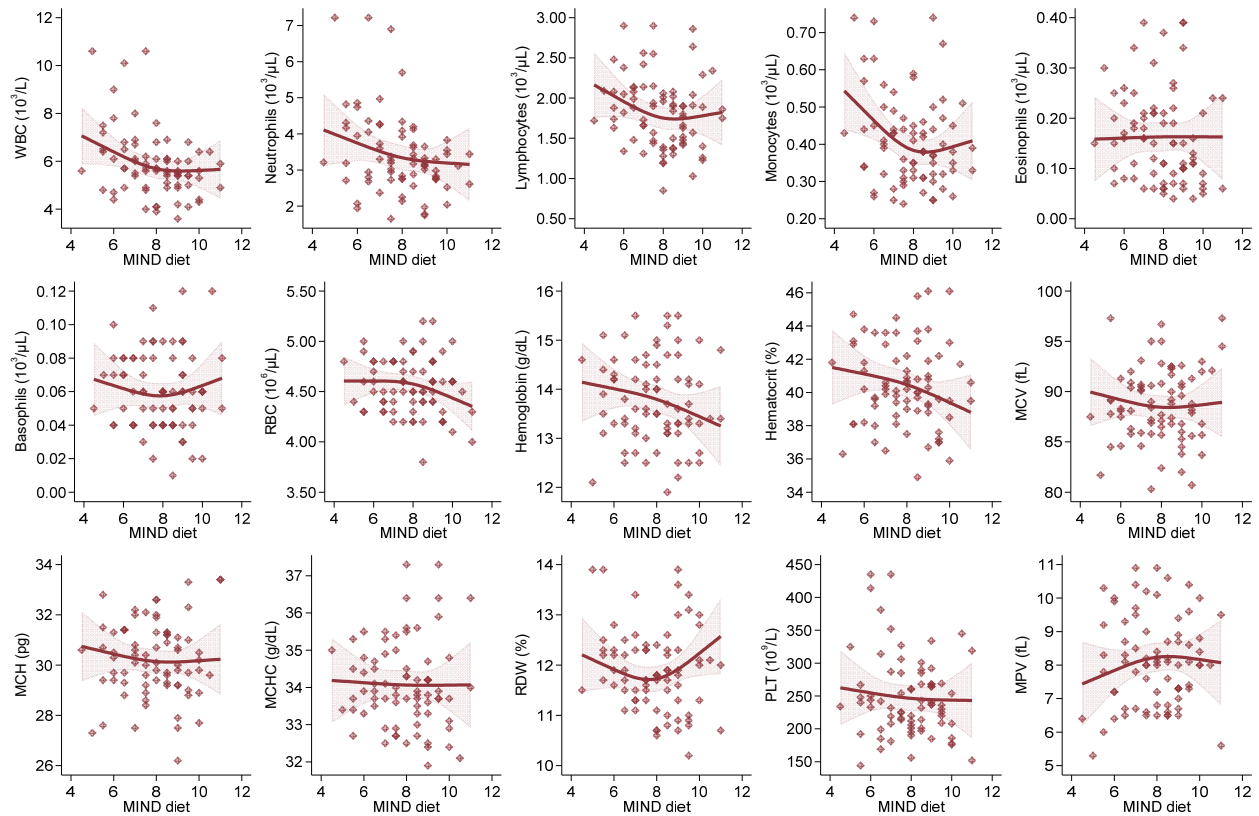 WBC (10³/L)
12
10
8
6
4
4 6 8 10 12
MIND diet
Neutrophils (10³/µL)
7
6
5
4
3
2
4 6 8 10 12
MIND diet
Lymphocytes (10³/µL)
3.00
2.50
2.00
1.50
1.00
0.50
4 6 8 10 12
MIND diet
Monocytes (10³/µL)
0.70
0.60
0.50
0.40
0.30
0.20
4 6 8 10 12
MIND diet
Eosinophils (10³/µL)
0.40
0.30
0.20
0.10
0.00
4 6 8 10 12
MIND diet
Basophils (10³/µL)
0.12
0.10
0.08
0.06
0.04
0.02
0.00
4 6 8 10 12
MIND diet
RBC (10⁶/µL)
5.50
5.00
4.50
4.00
3.50
4 6 8 10 12
MIND diet
Hemoglobin (g/dL)
16
15
14
13
12
4 6 8 10 12
MIND diet
Hematocrit (%)
46
44
42
40
38
36
34
4 6 8 10 12
MIND diet
MCV (fL)
100
95
90
85
80
4 6 8 10 12
MIND diet
MCH (pg)
34
32
30
28
26
4 6 8 10 12
MIND diet
MCHC (g/dL)
37
36
35
34
33
32
4 6 8 10 12
MIND diet
RDW (%)
14
13
12
11
10
4 6 8 10 12
MIND diet
PLT (10⁹/L)
450
400
350
300
250
200
150
4 6 8 10 12
MIND diet
MPV (fL)
11
10
9
8
7
6
5
4 6 8 10 12
MIND diet